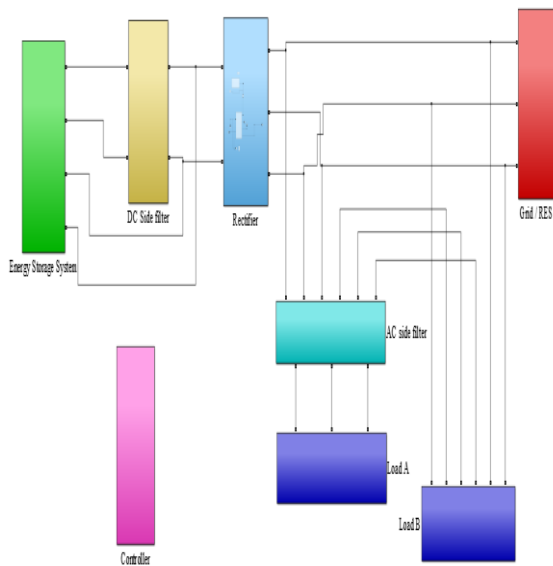 DC Side filter
Rectifier
Grid / RES
Energy Storage System
AC side filter
Load A
Load B
Controller